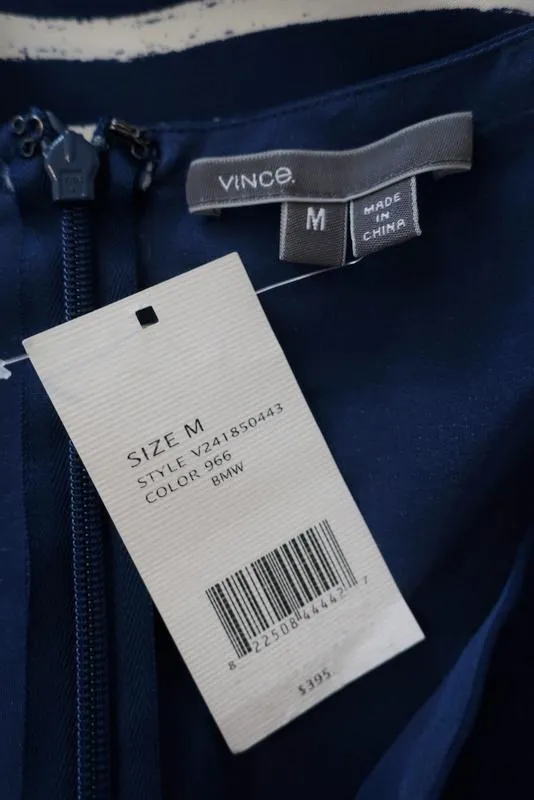 VINCE.
M
MADE
IN
CHINA
SIZE M
STYLE V241850443
COLOR 966
BMW
8 22508 44442 7
$395